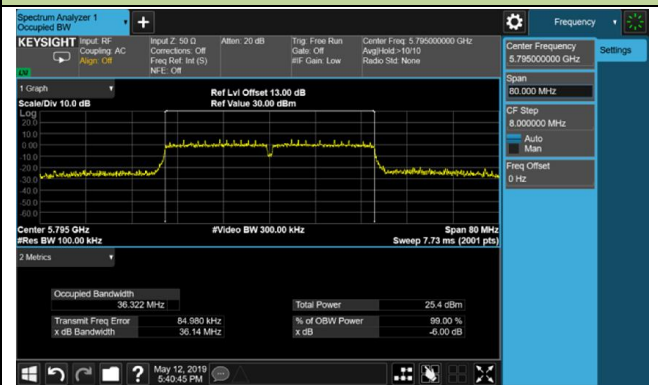 Spectrum Analyzer 1
Occupied BW
Frequency
KEYSIGHT
Input: RF
Coupling: AC
Align: Off
Input Z: 50 Ω
Corrections: Off
Freq Ref: Int (S)
NFE: Off
Atten: 20 dB
Trig: Free Run
Gate: Off
#IF Gain: Low
Center Freq: 5.795000000 GHz
Avg|Hold:>10/10
Radio Std: None
Center Frequency
5.795000000 GHz
Settings
Span
80.000 MHz
CF Step
8.000000 MHz
Auto
Man
Freq Offset
0 Hz
1 Graph
Scale/Div 10.0 dB
Ref Lvl Offset 13.00 dB
Ref Value 30.00 dBm
Log
20.0
10.0
0.00
-10.0
-20.0
-30.0
-40.0
-50.0
-60.0
Center 5.795 GHz
#Res BW 100.00 kHz
#Video BW 300.00 kHz
Span 80 MHz
Sweep 7.73 ms (2001 pts)
2 Metrics
Occupied Bandwidth
36.322 MHz
Total Power 25.4 dBm
Transmit Freq Error 84.980 kHz
% of OBW Power 99.00 %
x dB Bandwidth 36.14 MHz
x dB -6.00 dB
?
May 12, 2019
5:40:45 PM